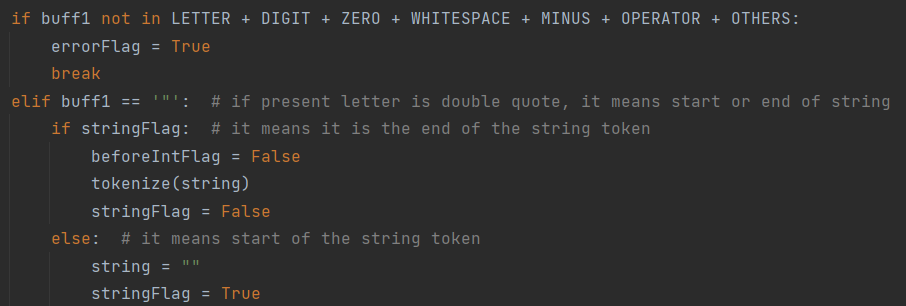 if buff1 not in LETTER + DIGIT + ZERO + WHITESPACE + MINUS + OPERATOR + OTHERS:
    errorFlag = True
    break
elif buff1 == '"':  # if present letter is double quote, it means start or end of string
    if stringFlag:  # it means it is the end of the string token
        beforeIntFlag = False
        tokenize(string)
        stringFlag = False
    else:  # it means start of the string token
        string = ""
        stringFlag = True